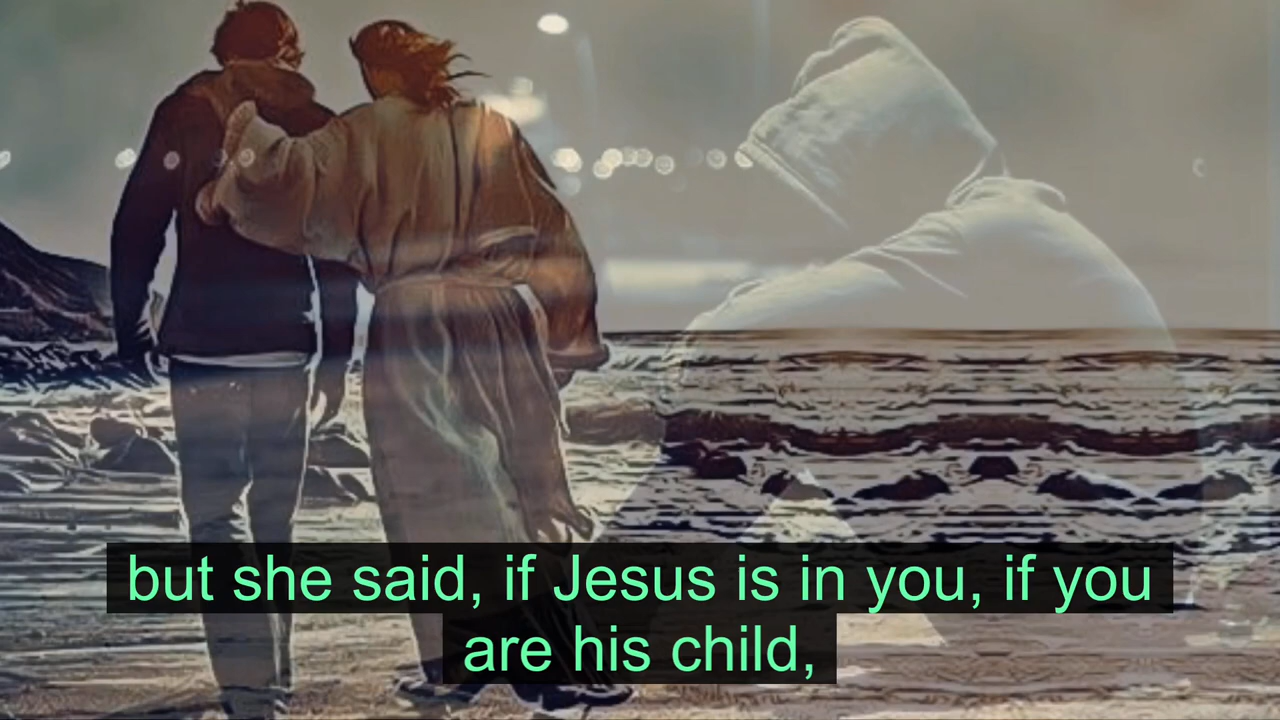 but she said, if Jesus is in you, if you
are his child,